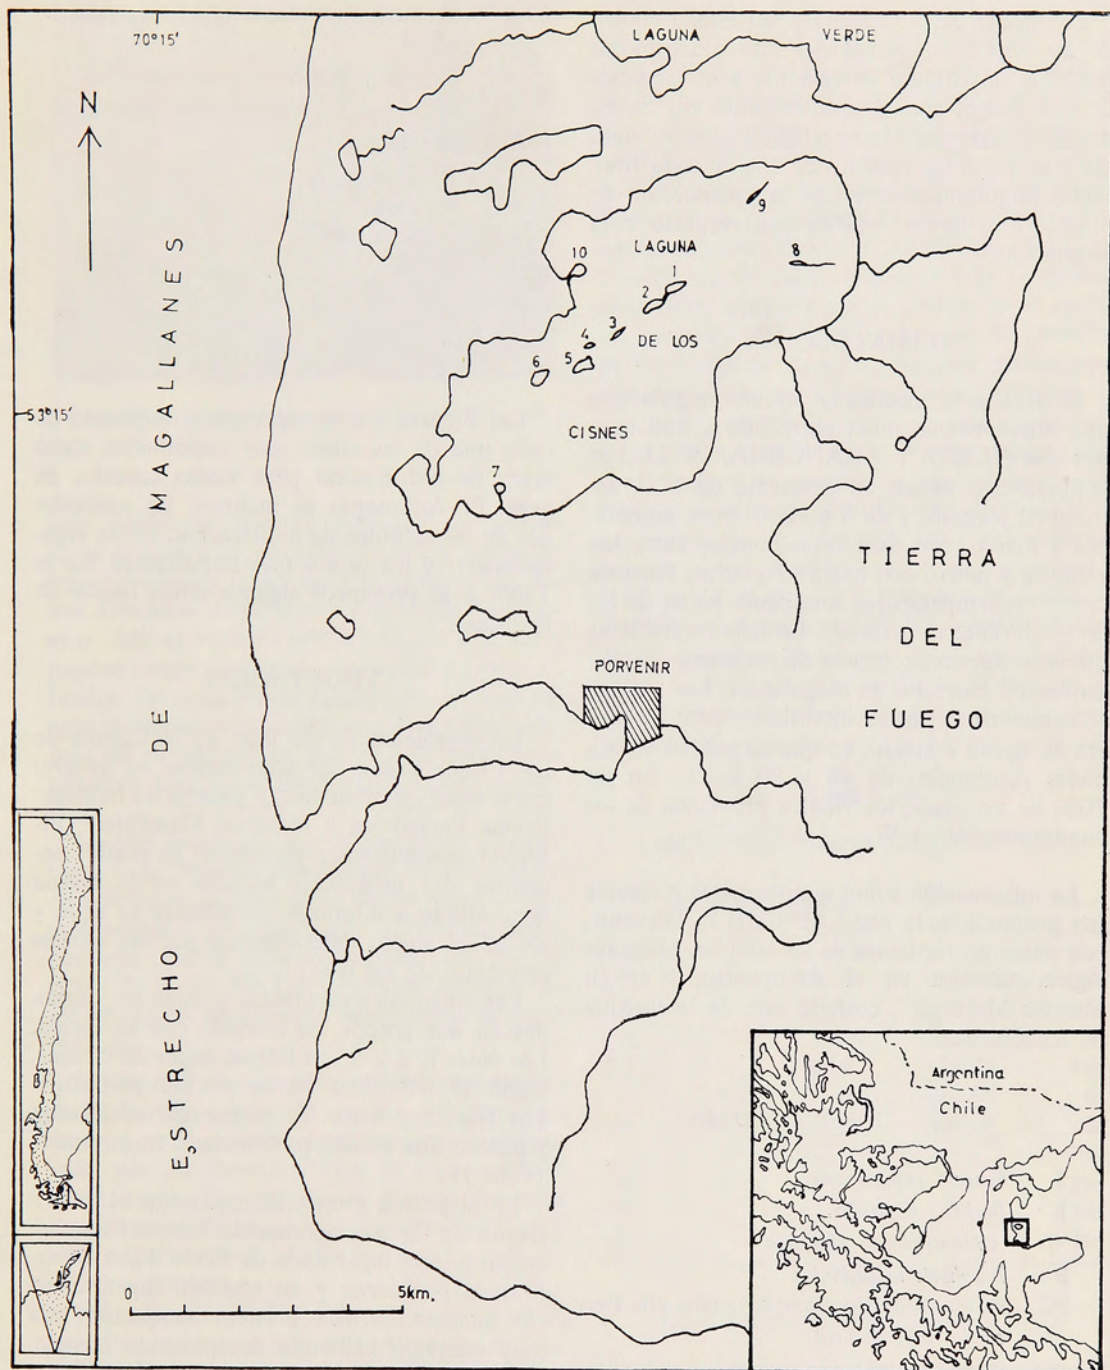 70°15'
LAGUNA VERDE
N
9
LAGUNA
8
10
1
2
3
4
DE LOS
5
6
53°15'
CISNES
7
ESTRECHO DE MAGALLANES
TIERRA
DEL
FUEGO
PORVENIR
Argentina
Chile
0 5km.